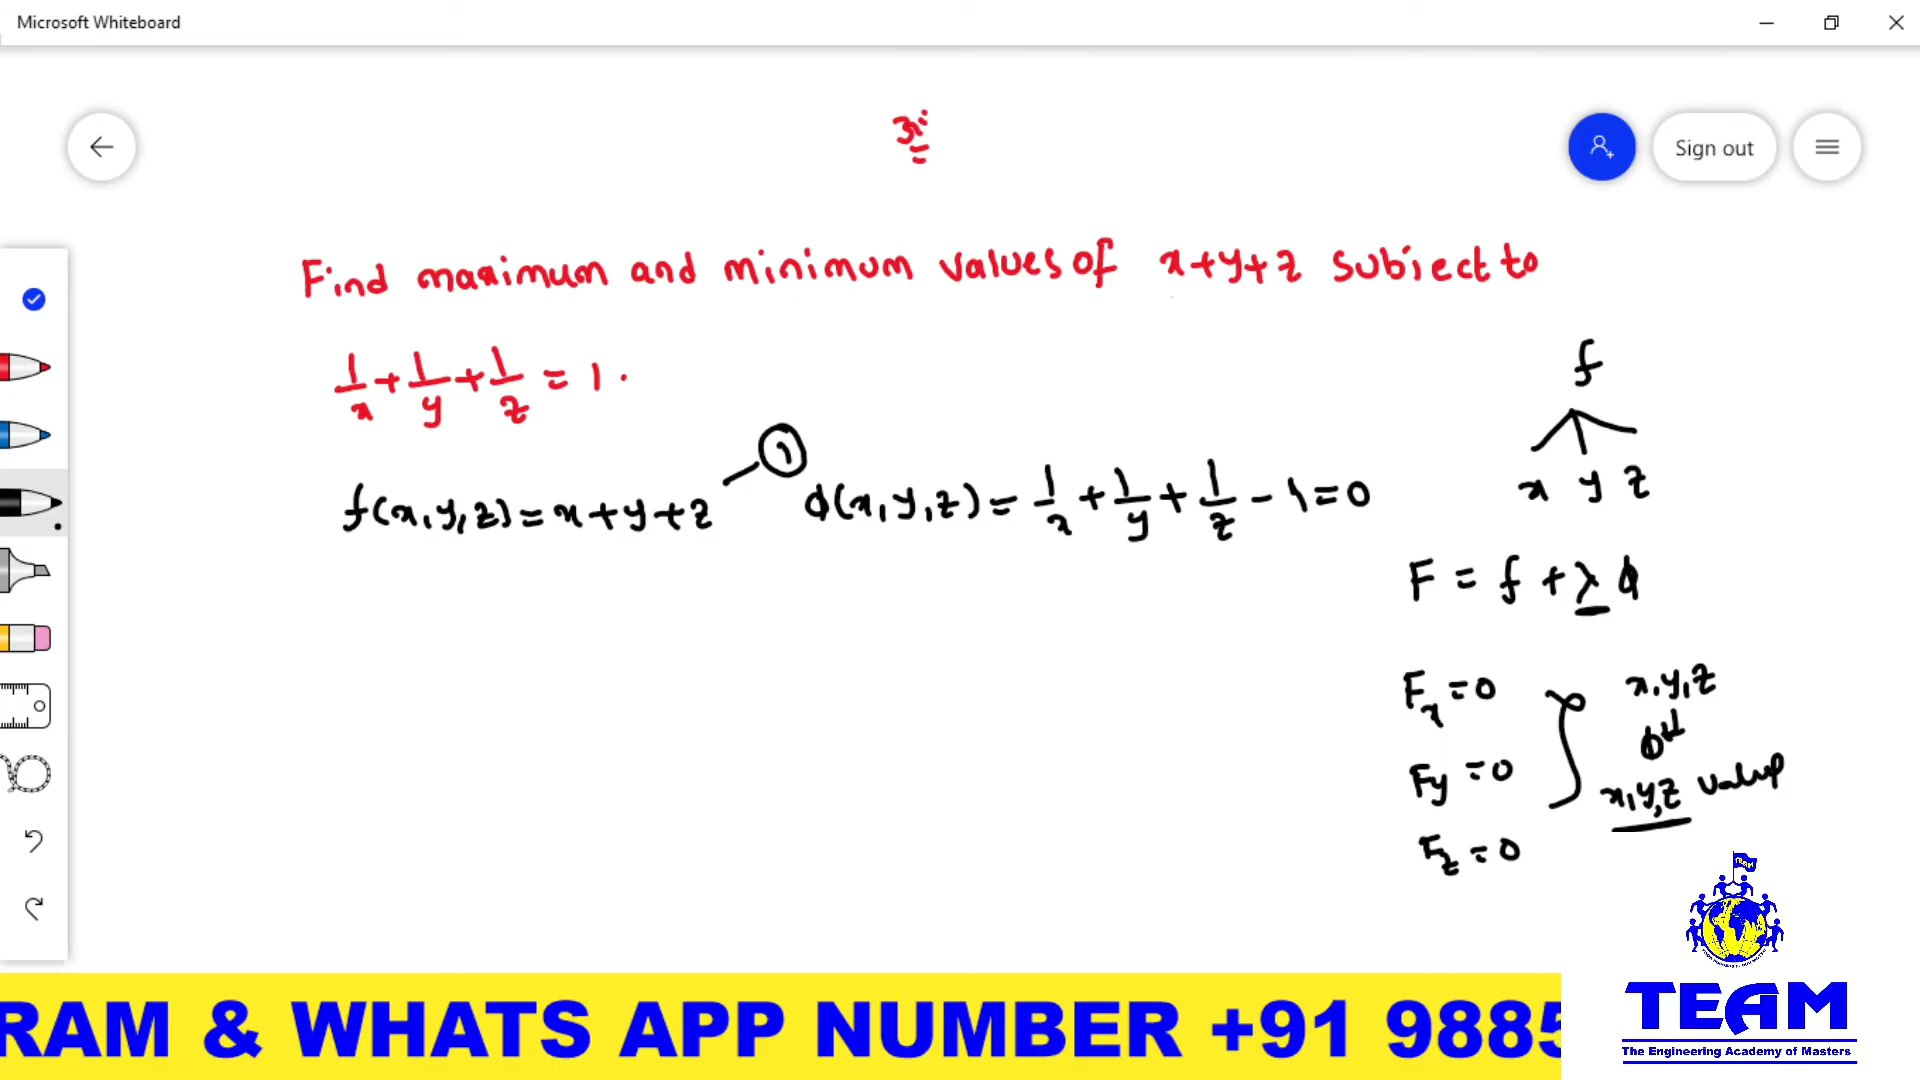 Microsoft Whiteboard
Sign out
Find maximum and minimum values of x+y+z subject to
1/x + 1/y + 1/z = 1.
f
x y z
1
f(x,y,z) = x+y+z
ϕ(x,y,z) = 1/x + 1/y + 1/z - 1 = 0
F = f + λ ϕ
Fx = 0
Fy = 0
Fz = 0
x,y,z
ϕ
x,y,z value
RAM & WHATS APP NUMBER +91 9885
TEAM
TEAM
The Engineering Academy of Masters